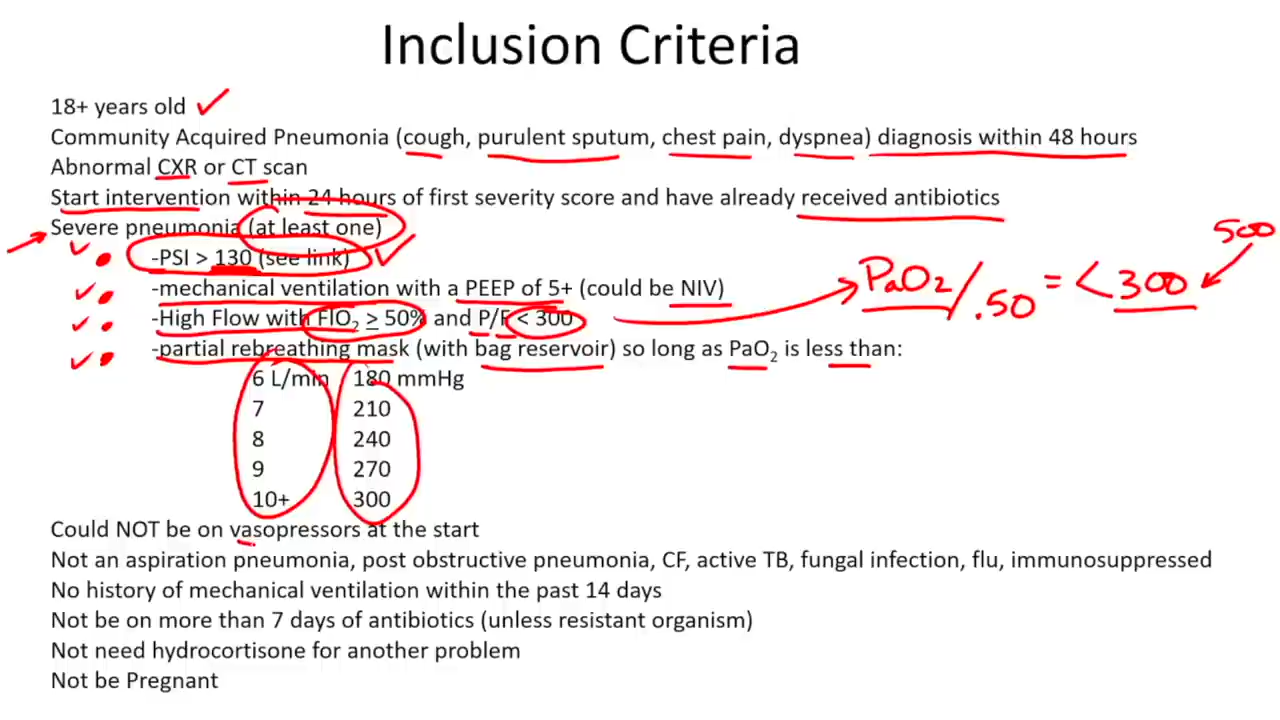 Inclusion Criteria
18+ years old
Community Acquired Pneumonia (cough, purulent sputum, chest pain, dyspnea) diagnosis within 48 hours
Abnormal CXR or CT scan
Start intervention within 24 hours of first severity score and have already received antibiotics
Severe pneumonia (at least one)
-PSI > 130 (see link)
-mechanical ventilation with a PEEP of 5+ (could be NIV)
-High Flow with FIO₂ ≥ 50% and P/F < 300
PaO2/.50 = <300
500
-partial rebreathing mask (with bag reservoir) so long as PaO₂ is less than:
6 L/min 180 mmHg
7 210
8 240
9 270
10+ 300
Could NOT be on vasopressors at the start
Not an aspiration pneumonia, post obstructive pneumonia, CF, active TB, fungal infection, flu, immunosuppressed
No history of mechanical ventilation within the past 14 days
Not be on more than 7 days of antibiotics (unless resistant organism)
Not need hydrocortisone for another problem
Not be Pregnant